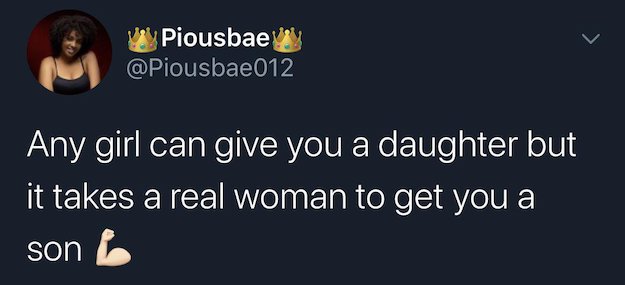 👑Piousbae👑
@Piousbae012
Any girl can give you a daughter but
it takes a real woman to get you a
son 💪🏻